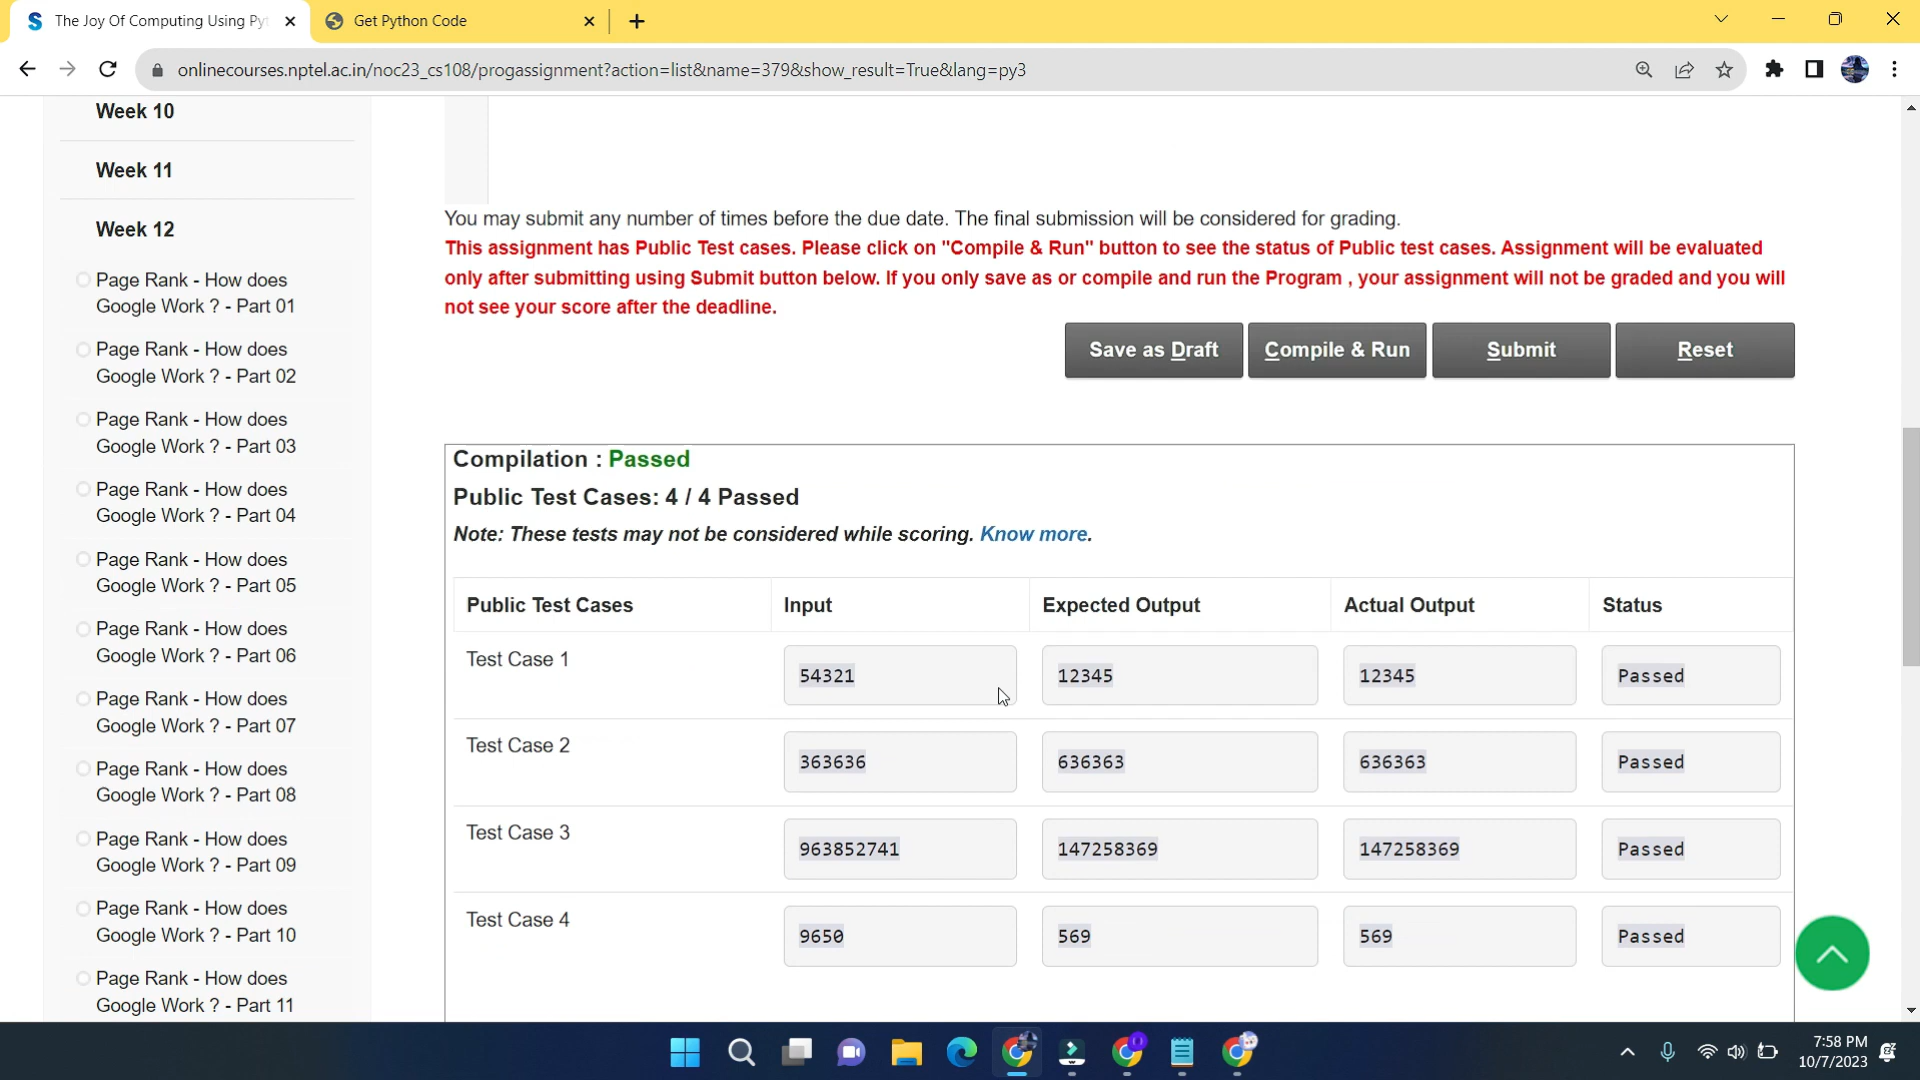 The Joy Of Computing Using Pyt
Get Python Code
onlinecourses.nptel.ac.in/noc23_cs108/progassignment?action=list&name=379&show_result=True&lang=py3
Week 10
Week 11
Week 12
Page Rank - How does
Google Work ? - Part 01
Page Rank - How does
Google Work ? - Part 02
Page Rank - How does
Google Work ? - Part 03
Page Rank - How does
Google Work ? - Part 04
Page Rank - How does
Google Work ? - Part 05
Page Rank - How does
Google Work ? - Part 06
Page Rank - How does
Google Work ? - Part 07
Page Rank - How does
Google Work ? - Part 08
Page Rank - How does
Google Work ? - Part 09
Page Rank - How does
Google Work ? - Part 10
Page Rank - How does
Google Work ? - Part 11
You may submit any number of times before the due date. The final submission will be considered for grading.
This assignment has Public Test cases. Please click on "Compile & Run" button to see the status of Public test cases. Assignment will be evaluated
only after submitting using Submit button below. If you only save as or compile and run the Program , your assignment will not be graded and you will
not see your score after the deadline.
Save as Draft Compile & Run Submit Reset
Compilation : Passed
Public Test Cases: 4 / 4 Passed
Note: These tests may not be considered while scoring. Know more.
Public Test Cases Input Expected Output Actual Output Status
Test Case 1 54321 12345 12345 Passed
Test Case 2 363636 636363 636363 Passed
Test Case 3 963852741 147258369 147258369 Passed
Test Case 4 9650 569 569 Passed
7:58 PM
10/7/2023